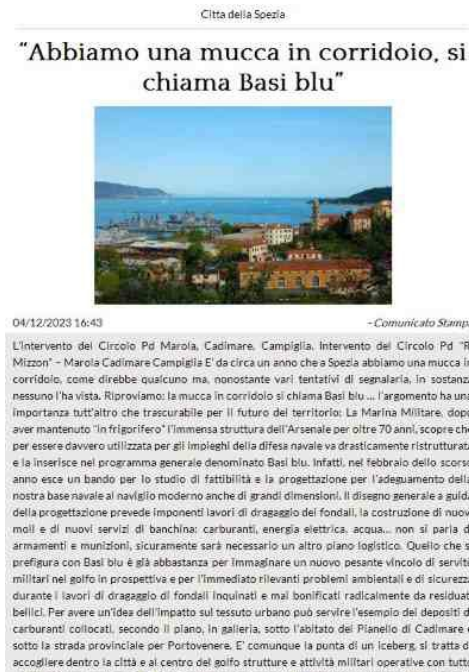 Citta della Spezia
“Abbiamo una mucca in corridoio, si
chiama Basi blu”
04/12/2023 16:43
- Comunicato Stampa
L'intervento del Circolo Pd Marola, Cadimare, Campiglia. Intervento del Circolo Pd "R
Mizzon" – Marola Cadimare Campiglia E' da circa un anno che a Spezia abbiamo una mucca in
corridoio, come direbbe qualcuno ma, nonostante vari tentativi di segnalaria, in sostanza
nessuno l'ha vista. Riproviamo: la mucca in corridoio si chiama Basi blu ... l'argomento ha una
importanza tutt'altro che trascurabile per il futuro del territorio: La Marina Militare, dopo
aver mantenuto "in frigorifero" l'immensa struttura dell'Arsenale per oltre 70 anni, scopre che
per essere davvero utilizzata per gli impieghi della difesa navale va drasticamente ristrutturata
e la inserisce nel programma generale denominato Basi blu. Infatti, nel febbraio dello scorso
anno esce un bando per lo studio di fattibilità e la progettazione per l'adeguamento della
nostra base navale al naviglio moderno anche di grandi dimensioni. Il disegno generale a guida
della progettazione prevede imponenti lavori di dragaggio dei fondali, la costruzione di nuovi
moli e di nuovi servizi di banchina: carburanti, energia elettrica, acqua... non si parla di
armamenti e munizioni, sicuramente sarà necessario un altro piano logistico. Quello che si
prefigura con Basi blu è già abbastanza per immaginare un nuovo pesante vincolo di servitù
militari nel golfo in prospettiva e per l'immediato rilevanti problemi ambientali e di sicurezza
durante i lavori di dragaggio di fondali inquinati e mai bonificati radicalmente da residuati
bellici. Per avere un'idea dell'impatto sul tessuto urbano può servire l'esempio dei depositi di
carburanti collocati, secondo il piano, in galleria, sotto l'abitato del Pianello di Cadimare e
sotto la strada provinciale per Portovenere. E' comunque la punta di un iceberg, si tratta di
accogliere dentro la città e al centro del golfo strutture e attività militari operative con tutti